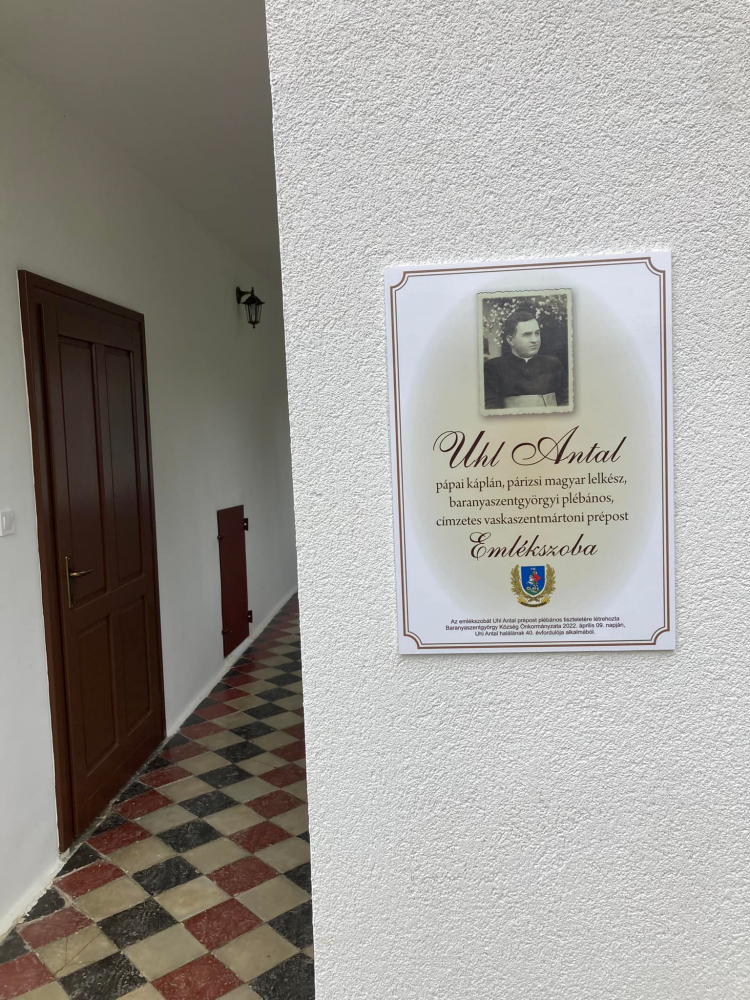 Uhl Antal
pápai káplán, párizsi magyar lelkész,
baranyaszentgyörgyi plébános,
címzetes vaskaszentmártoni prépost
Emlékszoba
Az emlékszobát Uhl Antal prépost plébános tiszteletére létrehozta
Baranyaszentgyörgy Község Önkormányzata 2022. április 09. napján,
Uhl Antal halálának 40. évfordulója alkalmából.